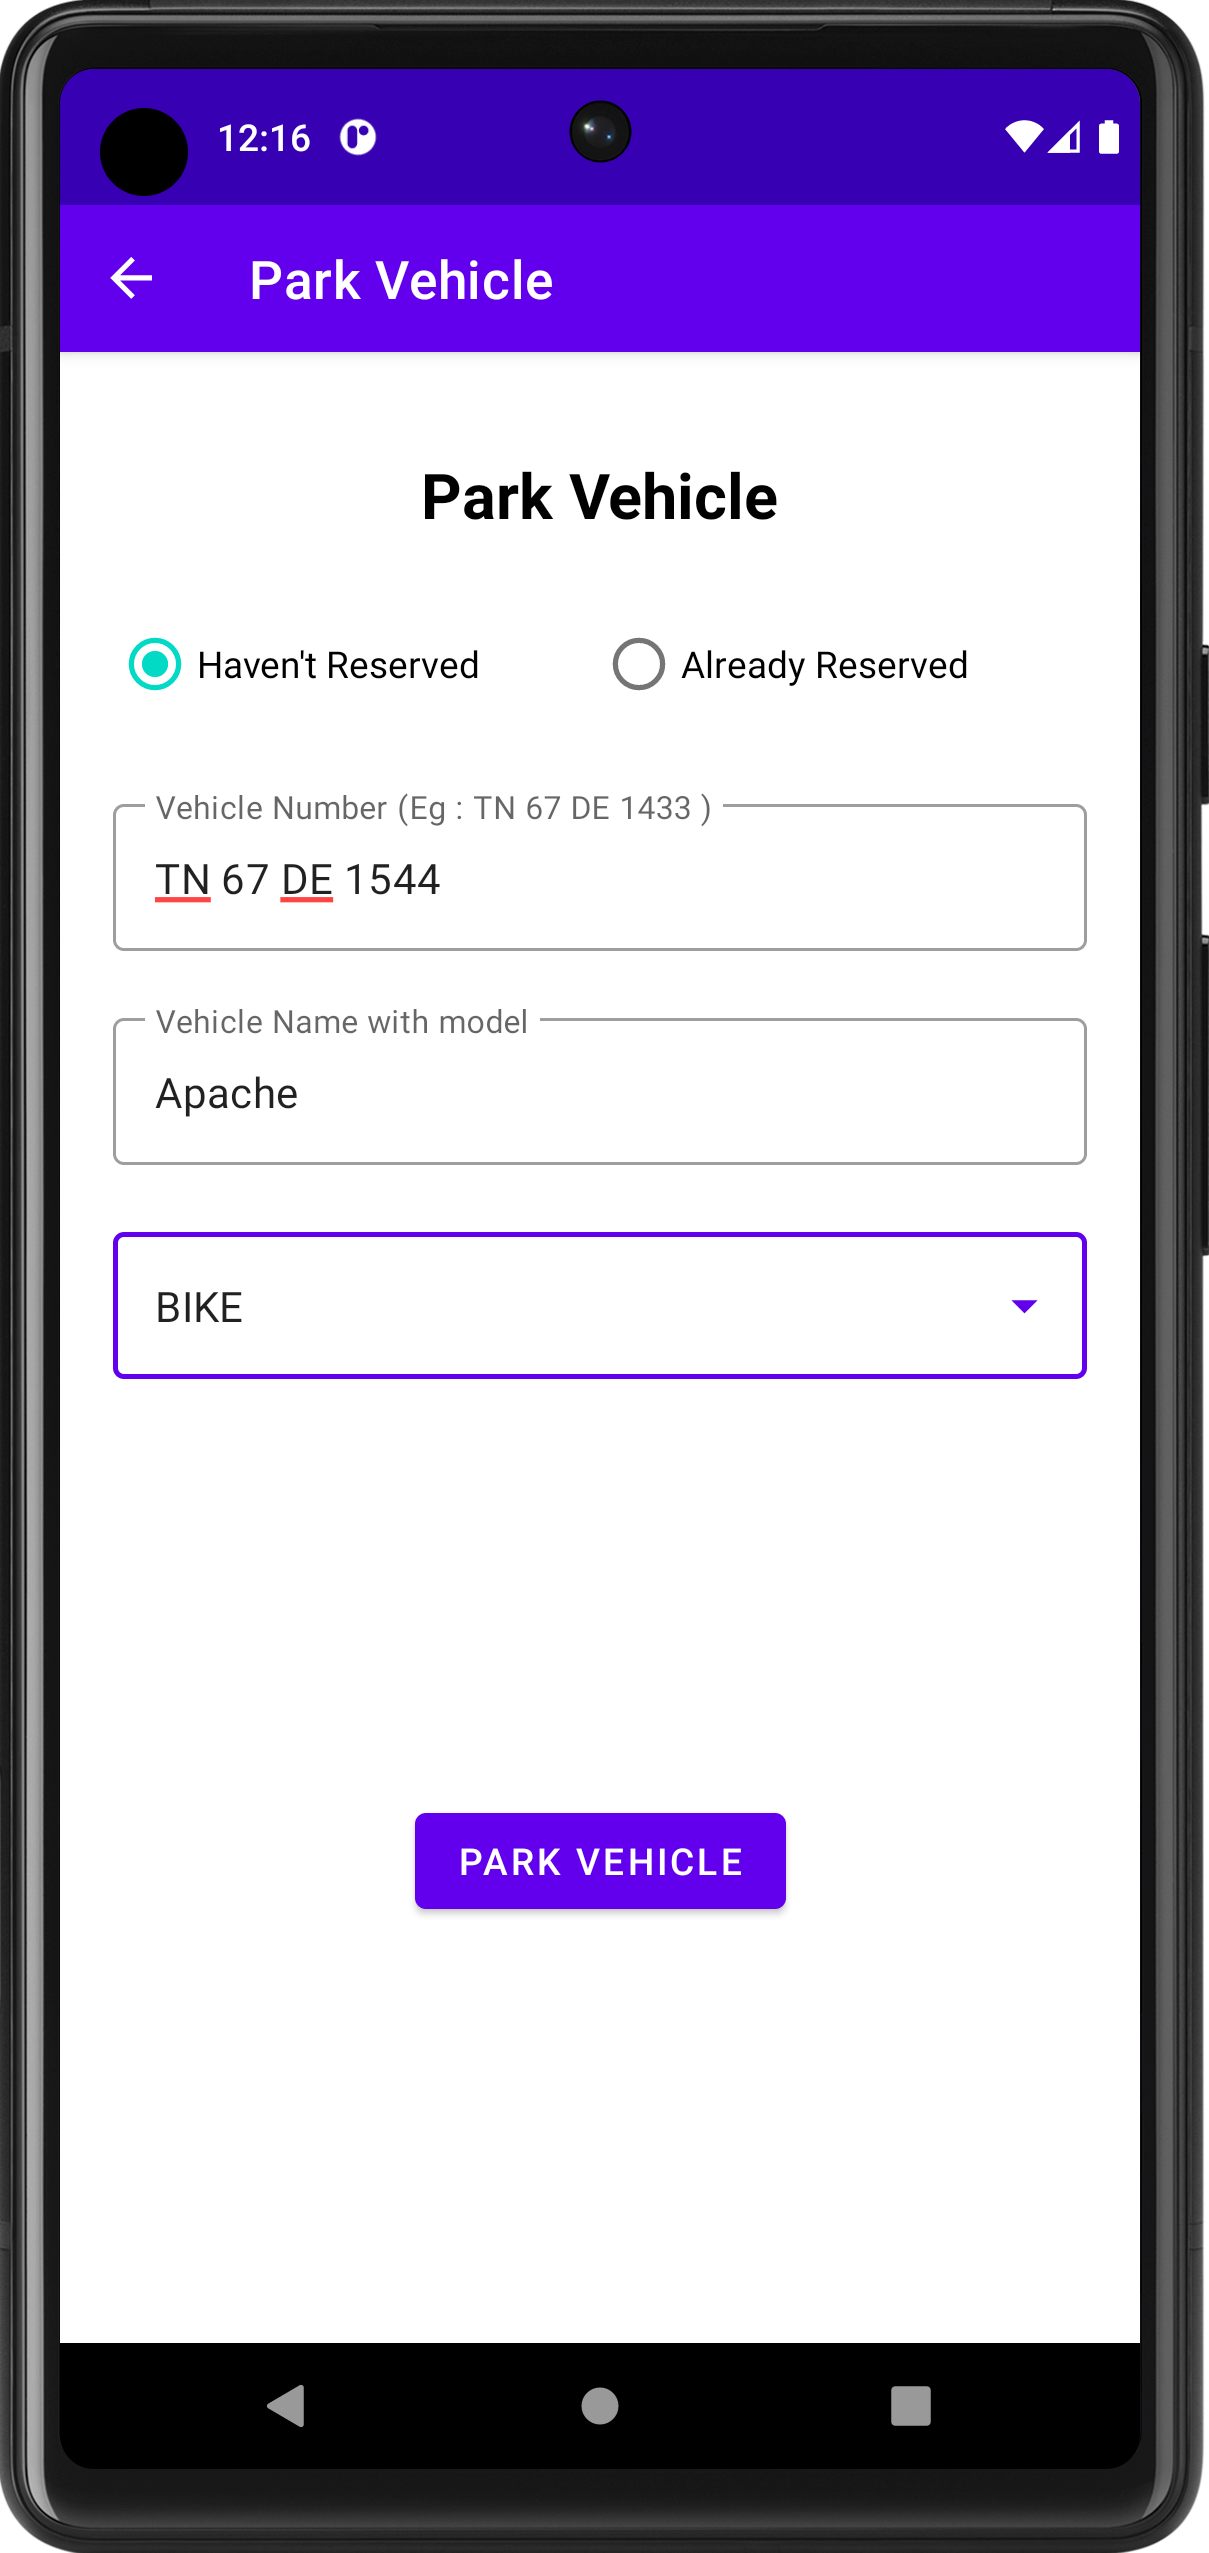 12:16
Park Vehicle
Park Vehicle
Haven't Reserved Already Reserved
Vehicle Number (Eg : TN 67 DE 1433 )
TN 67 DE 1544
Vehicle Name with model
Apache
BIKE
PARK VEHICLE